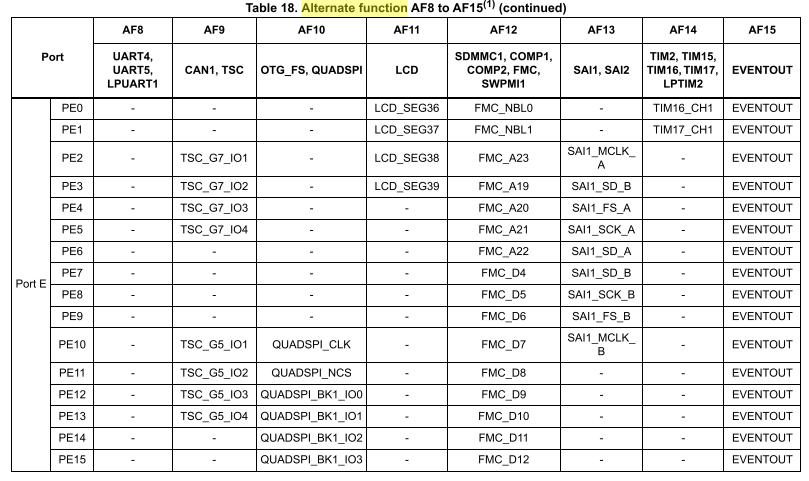 Table 18. Alternate function AF8 to AF15(1) (continued)
Port AF8 AF9 AF10 AF11 AF12 AF13 AF14 AF15
UART4, UART5, LPUART1 CAN1, TSC OTG_FS, QUADSPI LCD SDMMC1, COMP1, COMP2, FMC, SWPMI1 SAI1, SAI2 TIM2, TIM15, TIM16, TIM17, LPTIM2 EVENTOUT
Port E
PE0 - - - LCD_SEG36 FMC_NBL0 - TIM16_CH1 EVENTOUT
PE1 - - - LCD_SEG37 FMC_NBL1 - TIM17_CH1 EVENTOUT
PE2 - TSC_G7_IO1 - LCD_SEG38 FMC_A23 SAI1_MCLK_A - EVENTOUT
PE3 - TSC_G7_IO2 - LCD_SEG39 FMC_A19 SAI1_SD_B - EVENTOUT
PE4 - TSC_G7_IO3 - - FMC_A20 SAI1_FS_A - EVENTOUT
PE5 - TSC_G7_IO4 - - FMC_A21 SAI1_SCK_A - EVENTOUT
PE6 - - - - FMC_A22 SAI1_SD_A - EVENTOUT
PE7 - - - - FMC_D4 SAI1_SD_B - EVENTOUT
PE8 - - - - FMC_D5 SAI1_SCK_B - EVENTOUT
PE9 - - - - FMC_D6 SAI1_FS_B - EVENTOUT
PE10 - TSC_G5_IO1 QUADSPI_CLK - FMC_D7 SAI1_MCLK_B - EVENTOUT
PE11 - TSC_G5_IO2 QUADSPI_NCS - FMC_D8 - - EVENTOUT
PE12 - TSC_G5_IO3 QUADSPI_BK1_IO0 - FMC_D9 - - EVENTOUT
PE13 - TSC_G5_IO4 QUADSPI_BK1_IO1 - FMC_D10 - - EVENTOUT
PE14 - - QUADSPI_BK1_IO2 - FMC_D11 - - EVENTOUT
PE15 - - QUADSPI_BK1_IO3 - FMC_D12 - - EVENTOUT